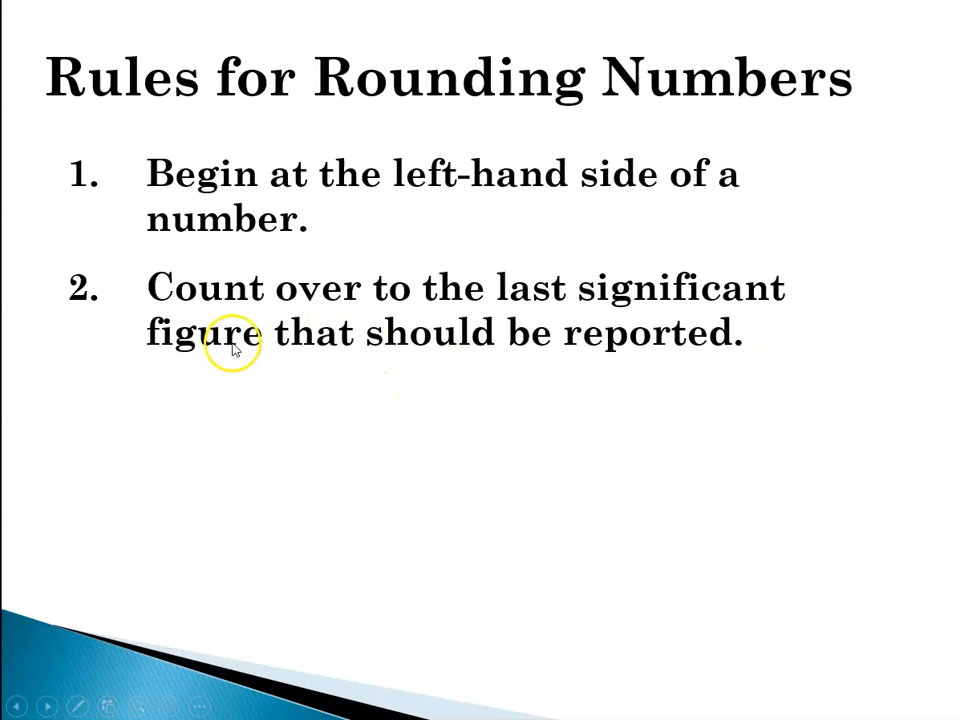 Rules for Rounding Numbers
1. Begin at the left-hand side of a
number.
2. Count over to the last significant
figure that should be reported.